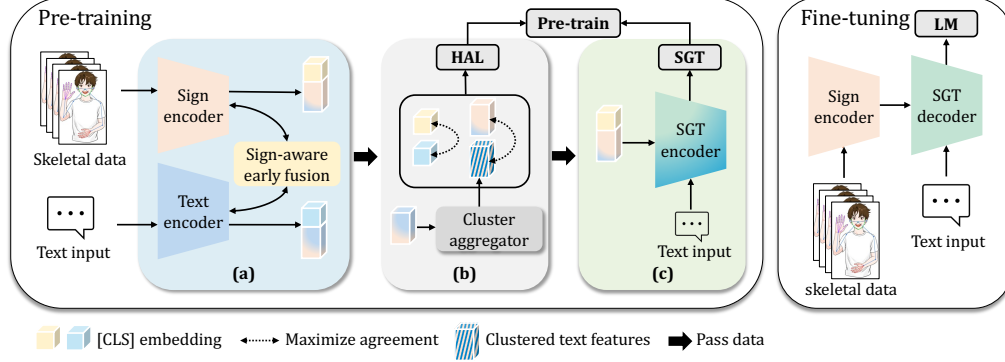 Pre-training
Skeletal data
Text input
Sign
encoder
Text
encoder
Sign-aware
early fusion
(a)
Pre-train
HAL
Cluster
aggregator
(b)
SGT
SGT
encoder
Text input
(c)
Fine-tuning
LM
Sign
encoder
SGT
decoder
skeletal data
Text input
[CLS] embedding
Maximize agreement
Clustered text features
Pass data